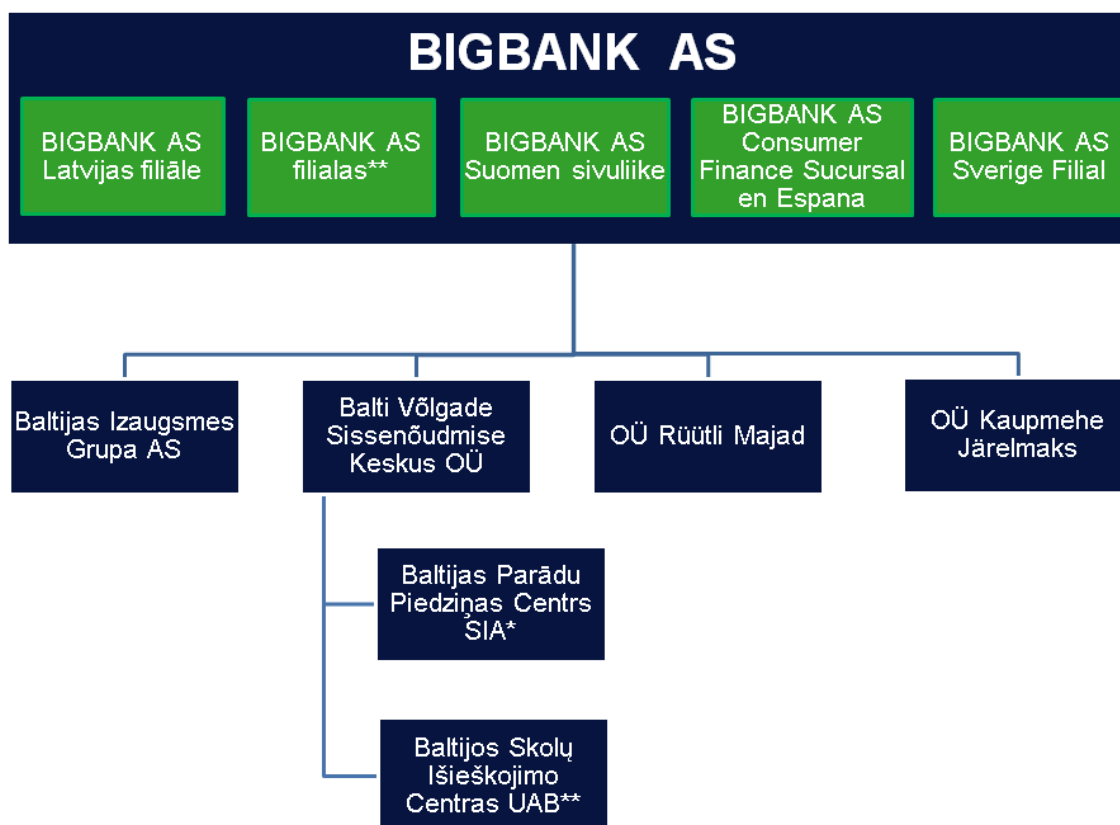 BIGBANK AS
BIGBANK AS
Latvijas filiāle
BIGBANK AS
filialas**
BIGBANK AS
Suomen sivuliike
BIGBANK AS
Consumer
Finance Sucursal
en Espana
BIGBANK AS
Sverige Filial
Baltijas Izaugsmes
Grupa AS
Balti Võlgade
Sissenõudmise
Keskus OÜ
OÜ Rüütli Majad
OÜ Kaupmehe
Järelmaks
Baltijas Parādu
Piedziņas Centrs
SIA*
Baltijos Skolų
Išieškojimo
Centras UAB**